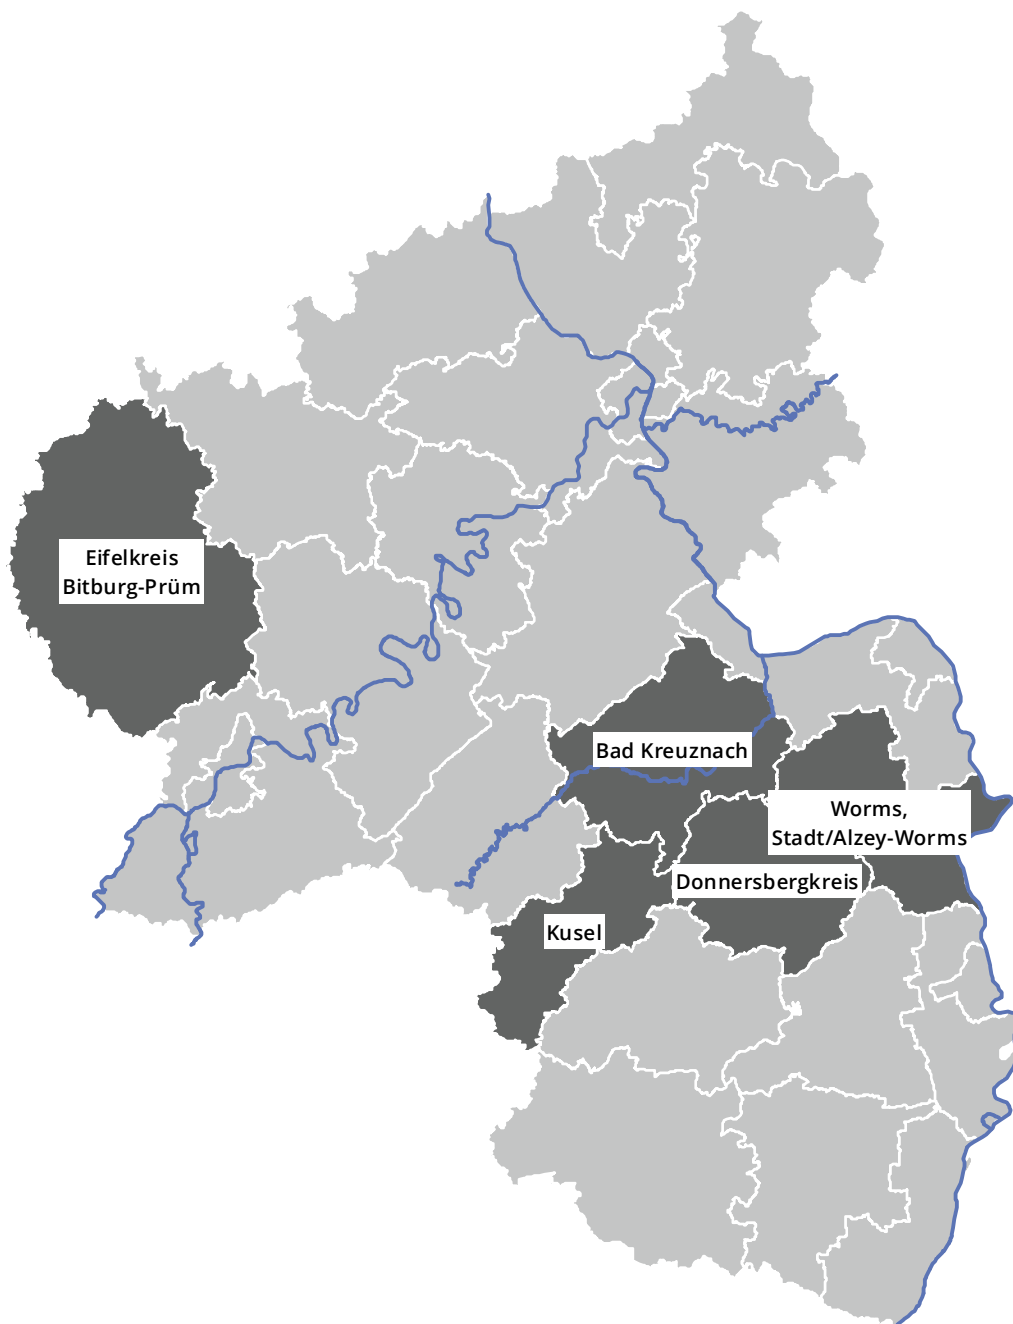 Eifelkreis
Bitburg-Prüm
Bad Kreuznach
Worms,
Stadt/Alzey-Worms
Donnersbergkreis
Kusel